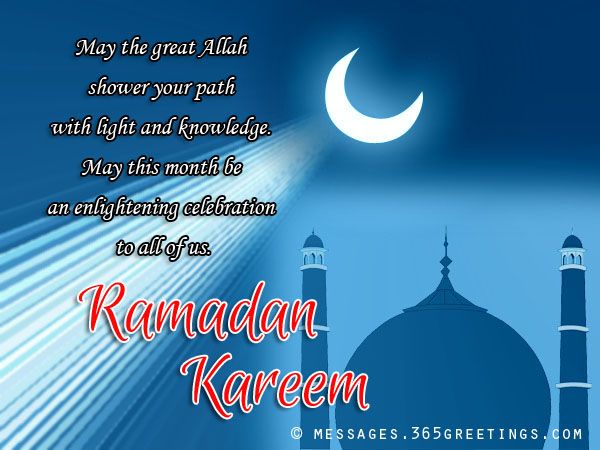 May the great Allah
shower your path
with light and knowledge.
May this month be
an enlightening celebration
to all of us.
Ramadan
Kareem
© MESSAGES.365GREETINGS.COM